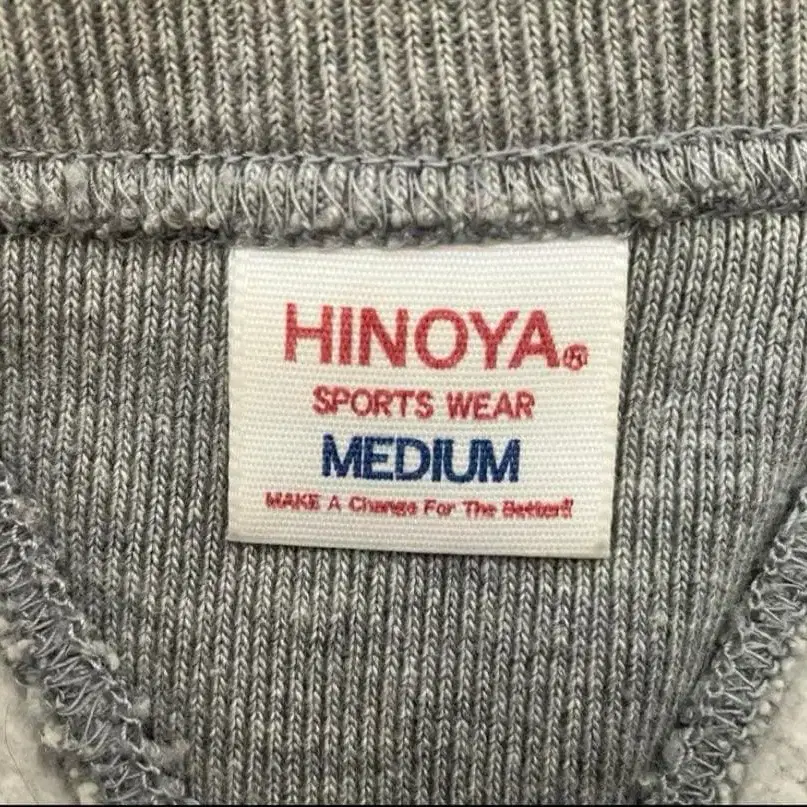 HINOYA®
SPORTS WEAR
MEDIUM
MAKE A Change For The Better!!